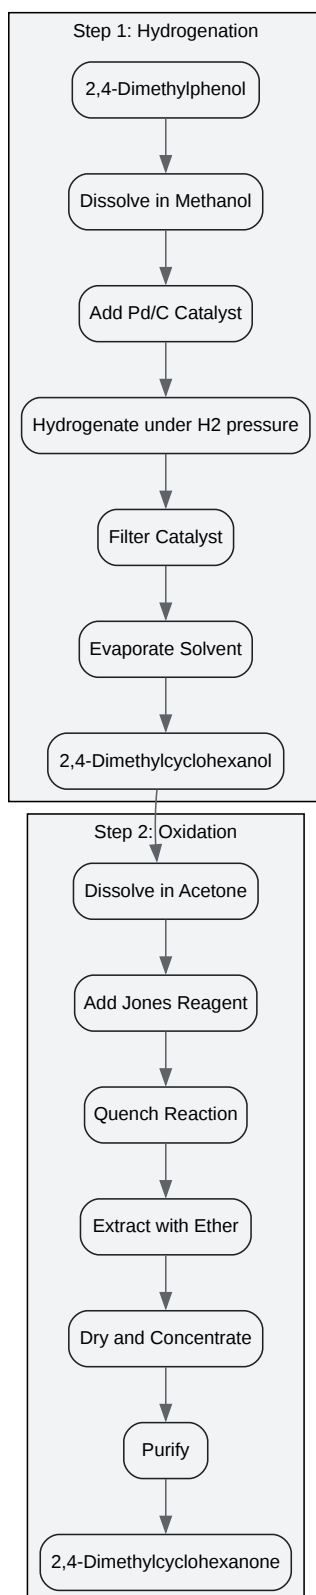 Step 1: Hydrogenation
2,4-Dimethylphenol
Dissolve in Methanol
Add Pd/C Catalyst
Hydrogenate under H2 pressure
Filter Catalyst
Evaporate Solvent
2,4-Dimethylcyclohexanol
Step 2: Oxidation
Dissolve in Acetone
Add Jones Reagent
Quench Reaction
Extract with Ether
Dry and Concentrate
Purify
2,4-Dimethylcyclohexanone